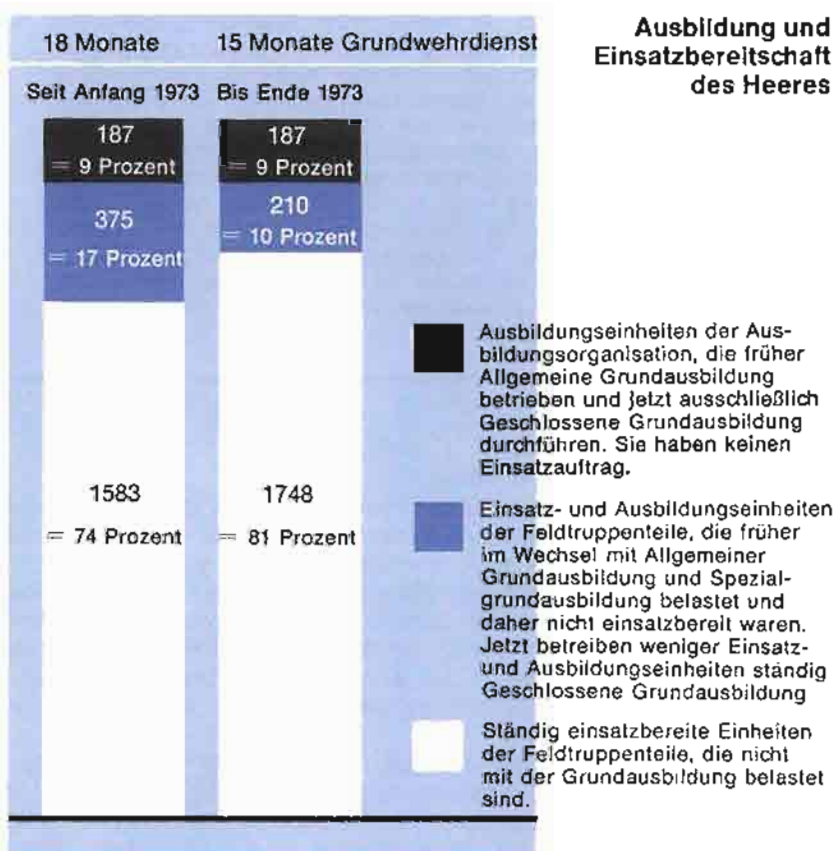 Ausbildung und
Einsatzbereitschaft
des Heeres
18 Monate 15 Monate Grundwehrdienst
Seit Anfang 1973 Bis Ende 1973
187 187
= 9 Prozent = 9 Prozent
375 210
= 17 Prozent = 10 Prozent
1583 1748
= 74 Prozent = 81 Prozent
Ausbildungseinheiten der Aus-
bildungsorganisation, die früher
Allgemeine Grundausbildung
betrieben und jetzt ausschließlich
Geschlossene Grundausbildung
durchführen. Sie haben keinen
Einsatzauftrag.
Einsatz- und Ausbildungseinheiten
der Feldtruppenteile, die früher
im Wechsel mit Allgemeiner
Grundausbildung und Spezial-
grundausbildung belastet und
daher nicht einsatzbereit waren.
Jetzt betreiben weniger Einsatz-
und Ausbildungseinheiten ständig
Geschlossene Grundausbildung
Ständig einsatzbereite Einheiten
der Feldtruppenteile, die nicht
mit der Grundausbildung belastet
sind.